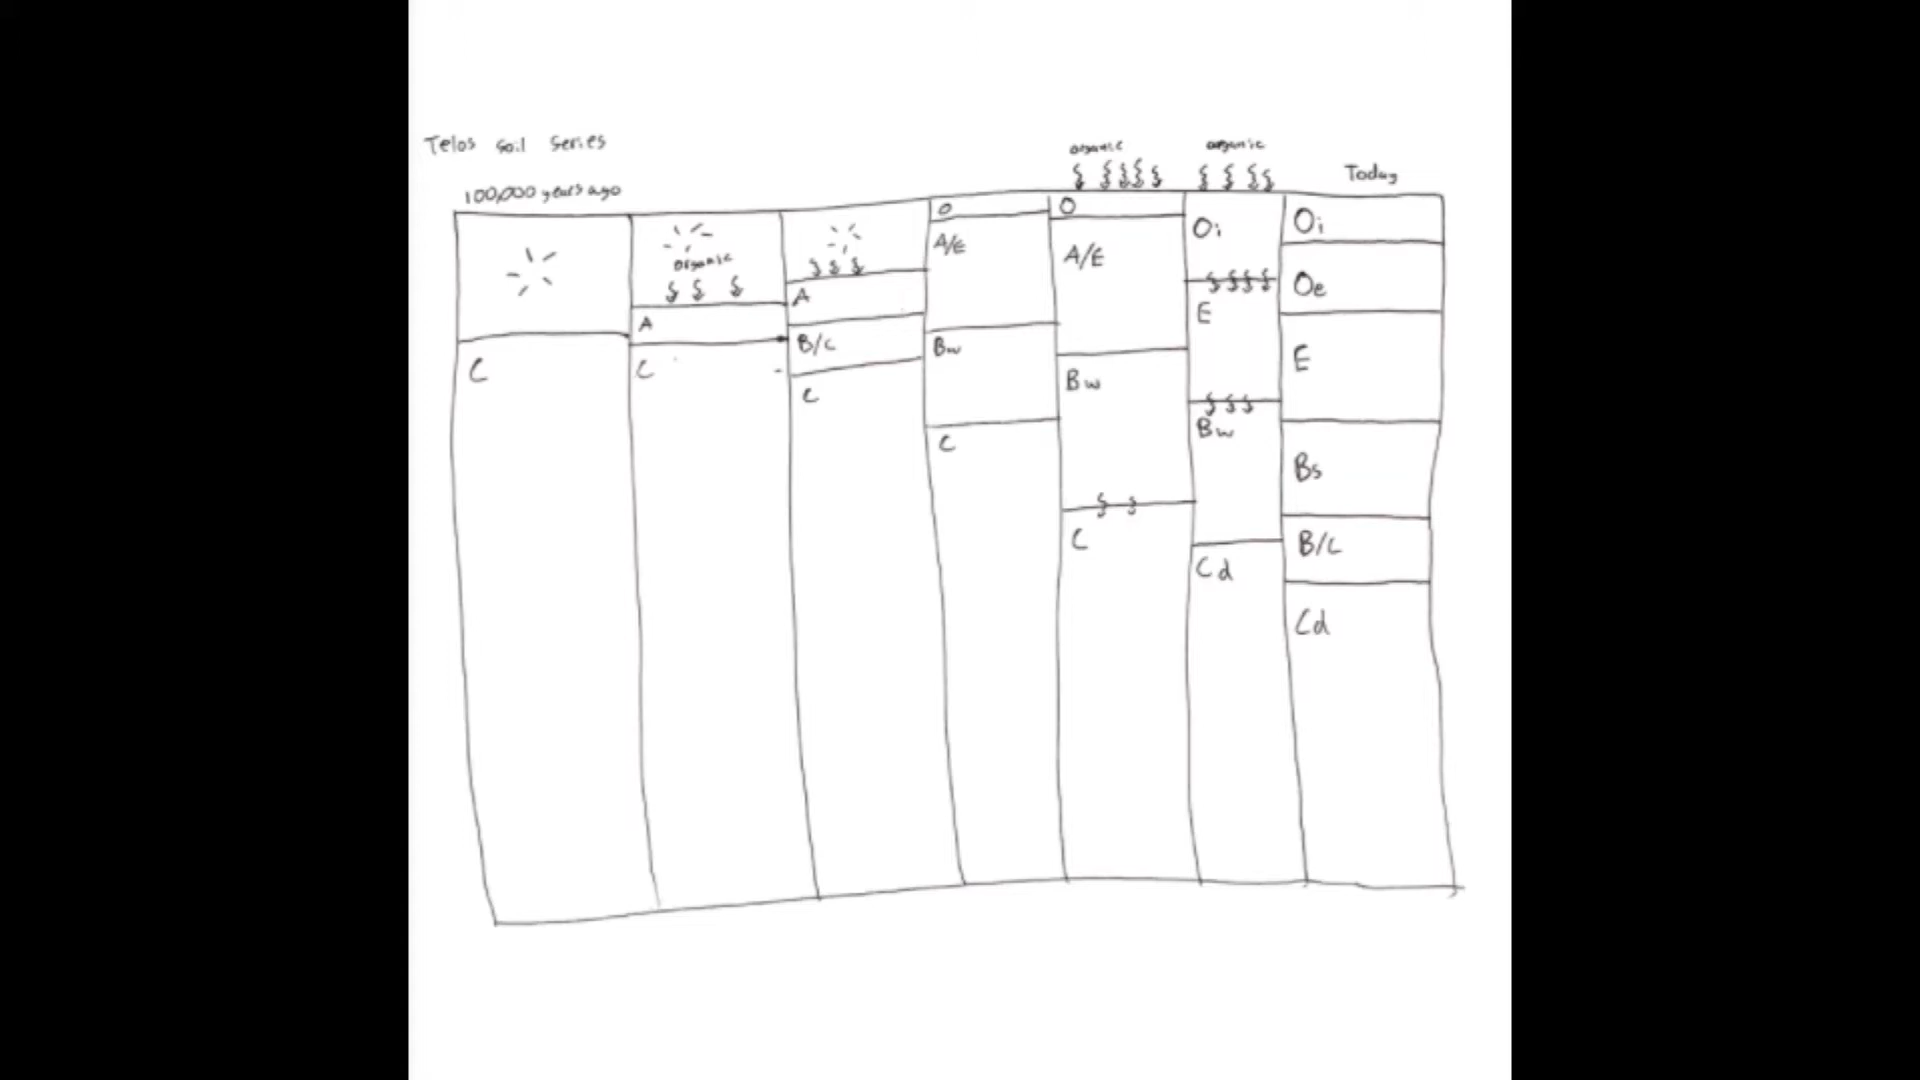 Telos Soil Series
100,000 years ago
organic
organic
Today
C
organic
A
C
A
B/C
C
O
A/E
Bw
C
O
A/E
Bw
C
Oi
E
Bw
Cd
Oi
Oe
E
Bs
B/C
Cd